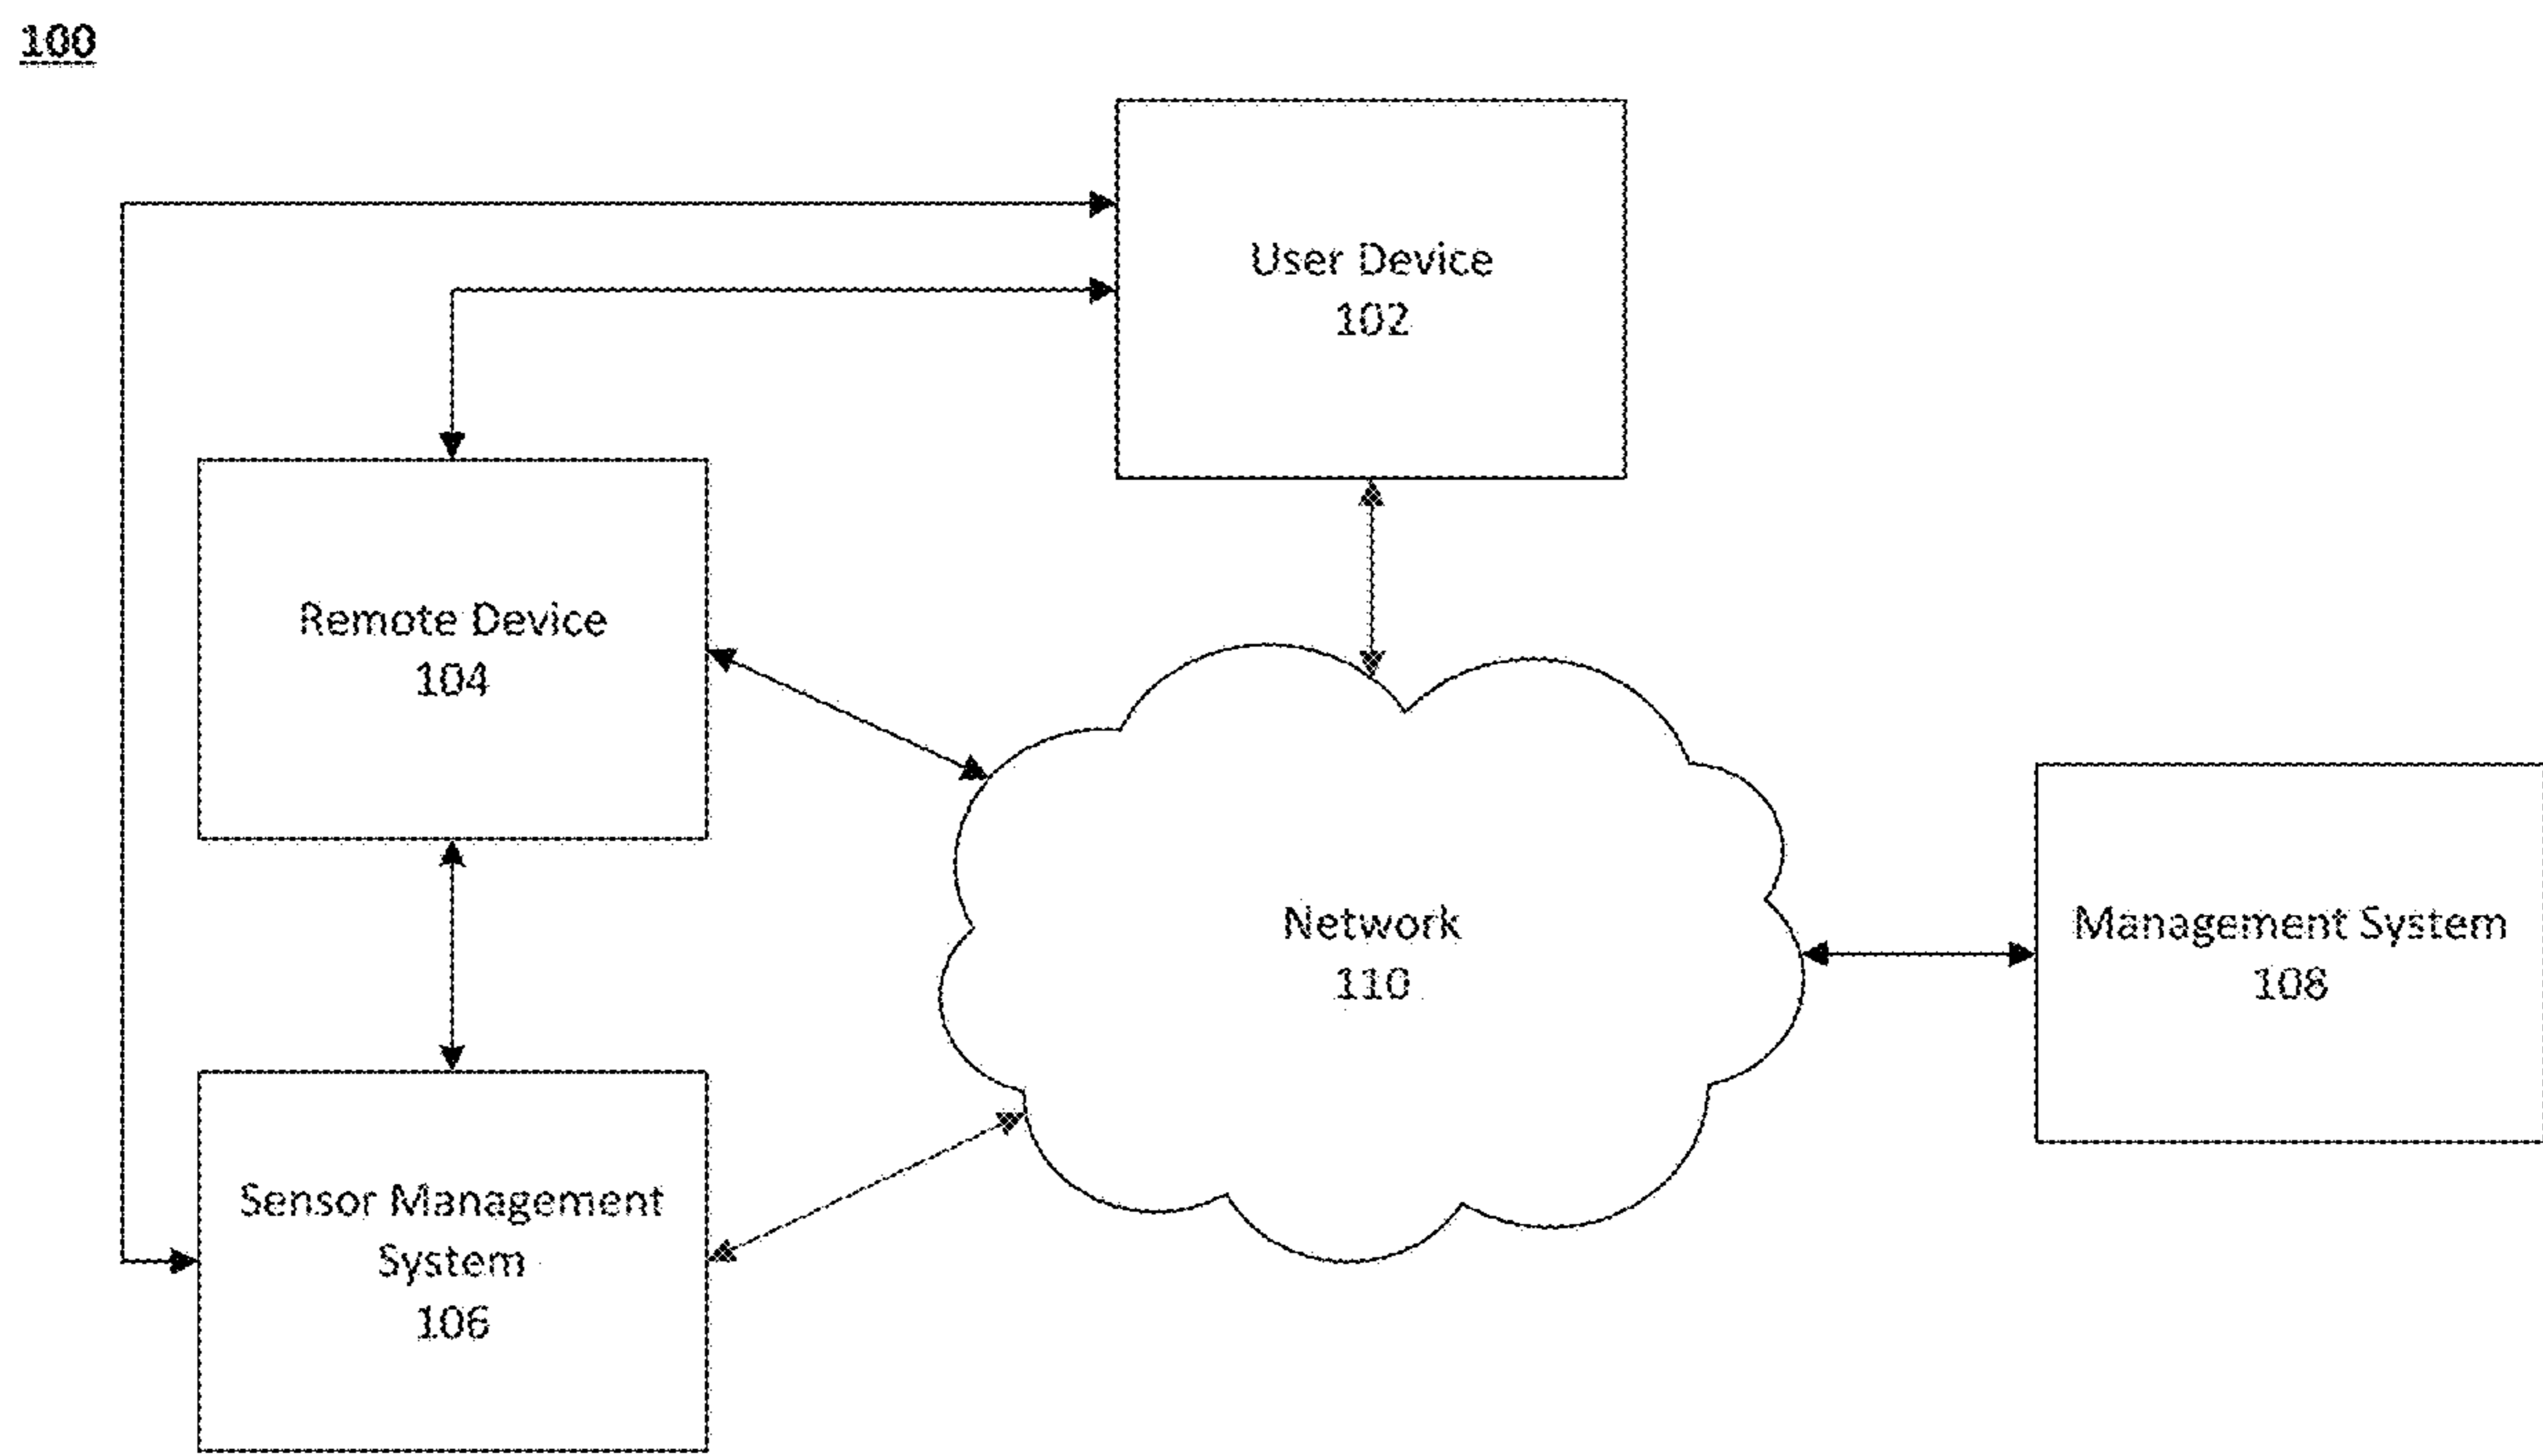 100
User Device
102
Remote Device
104
Network
110
Management System
108
Sensor Management
System
106